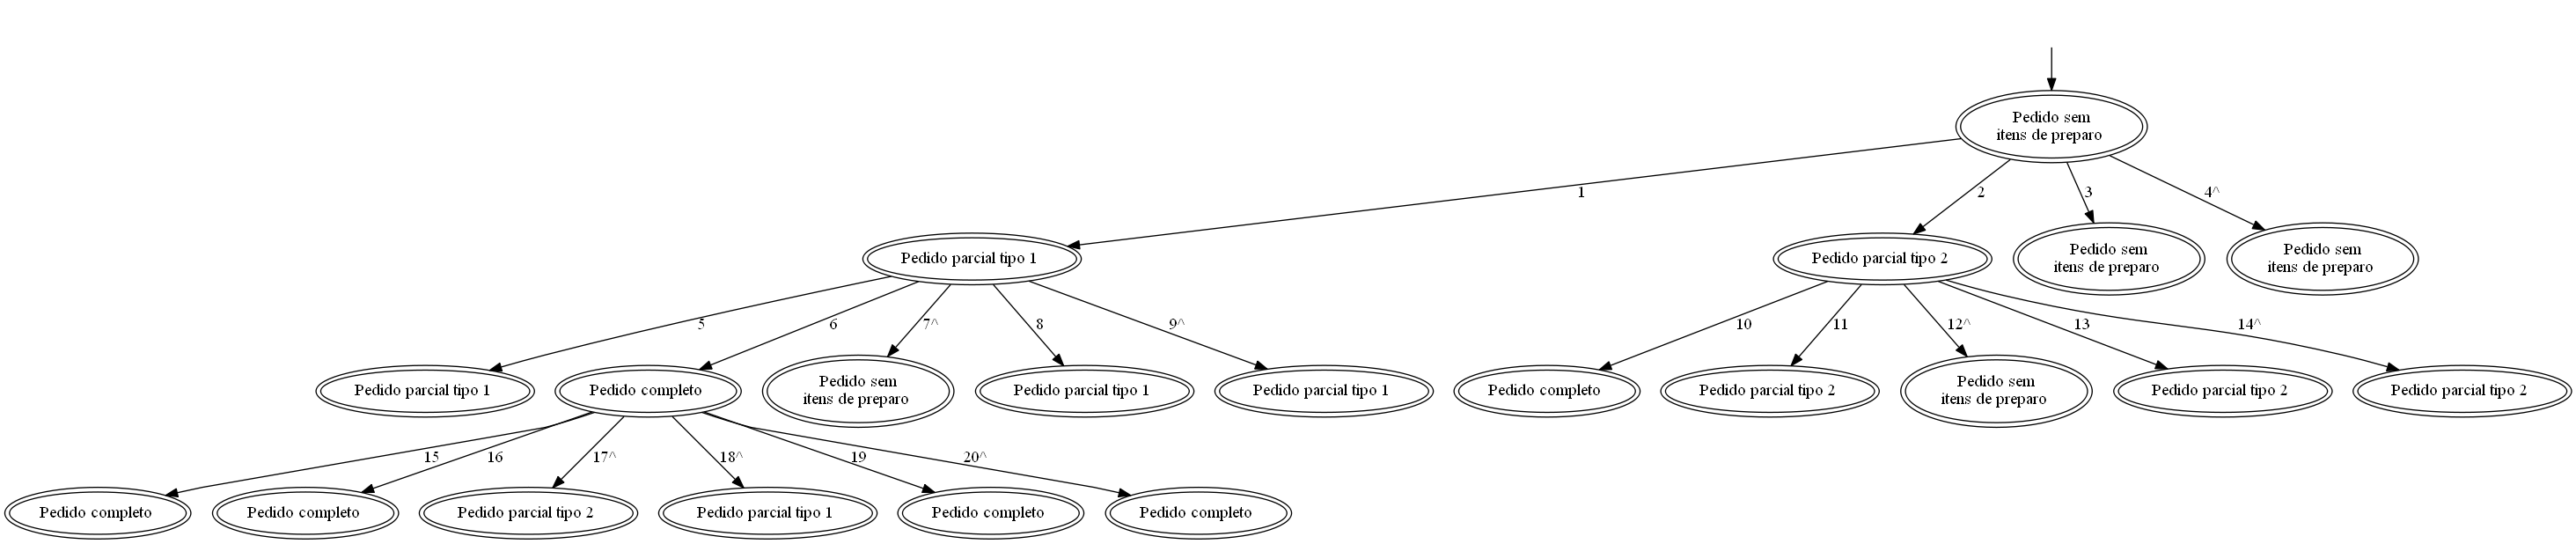 Pedido sem
itens de preparo
1
2
3
4^
Pedido parcial tipo 1
Pedido parcial tipo 2
Pedido sem
itens de preparo
Pedido sem
itens de preparo
5
6
7^
8
9^
10
11
12^
13
14^
Pedido parcial tipo 1
Pedido completo
Pedido sem
itens de preparo
Pedido parcial tipo 1
Pedido parcial tipo 1
Pedido completo
Pedido parcial tipo 2
Pedido sem
itens de preparo
Pedido parcial tipo 2
Pedido parcial tipo 2
15
16
17^
18^
19
20^
Pedido completo
Pedido completo
Pedido parcial tipo 2
Pedido parcial tipo 1
Pedido completo
Pedido completo